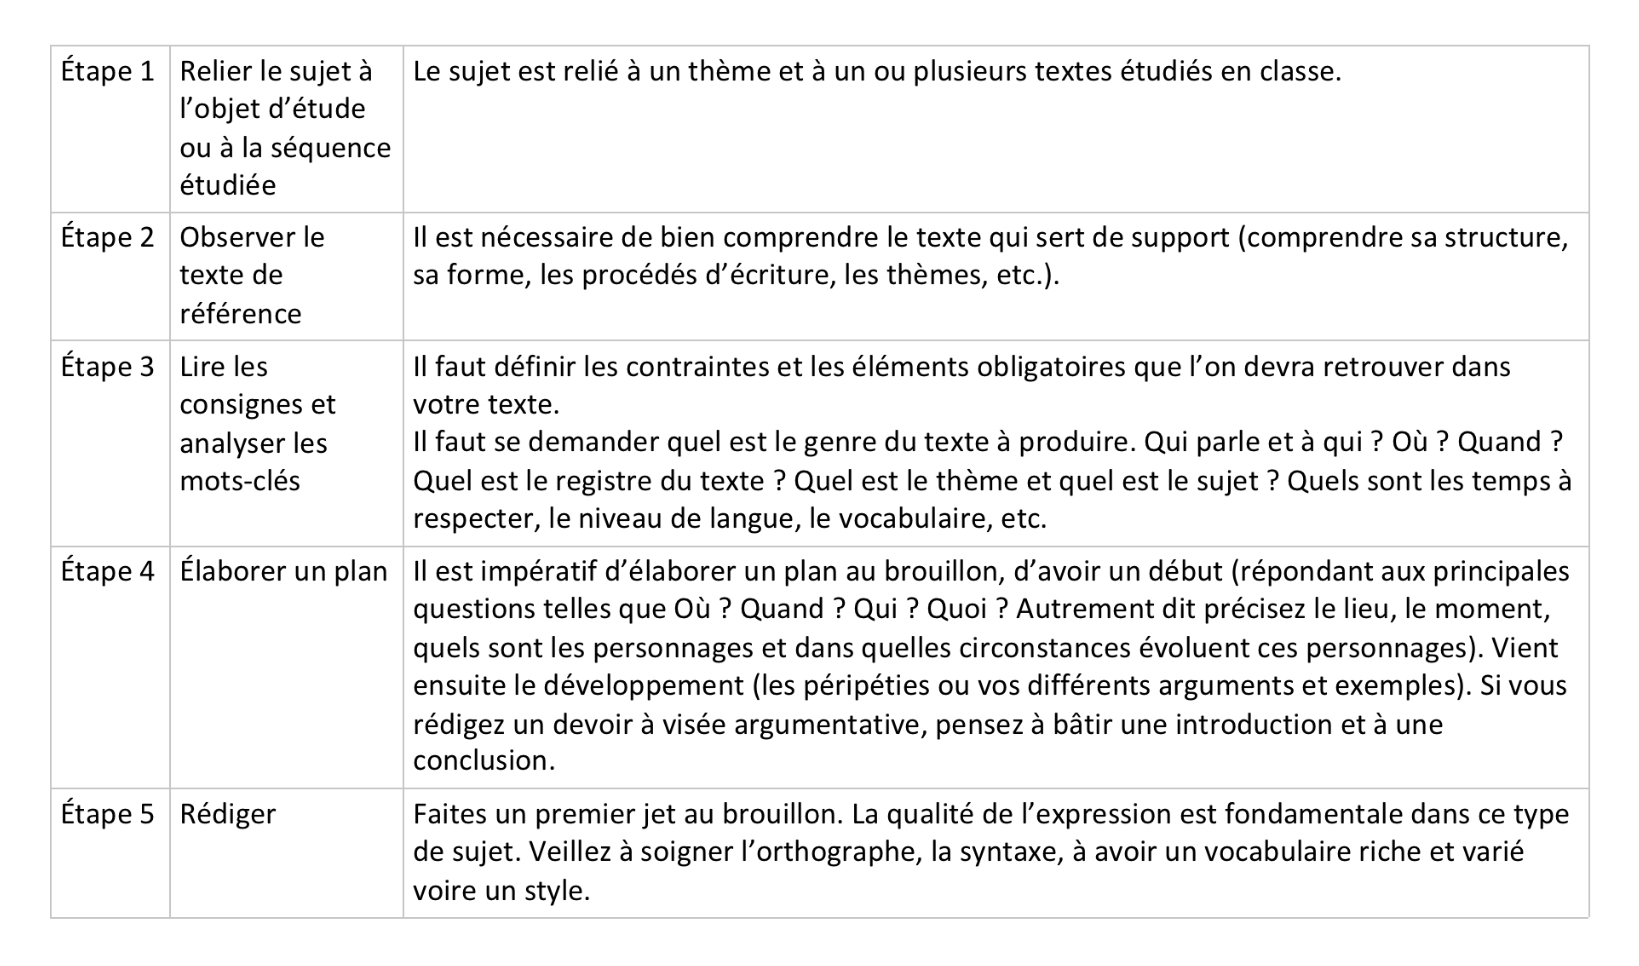 Étape 1
Relier le sujet à
l’objet d’étude
ou à la séquence
étudiée
Le sujet est relié à un thème et à un ou plusieurs textes étudiés en classe.
Étape 2
Observer le
texte de
référence
Il est nécessaire de bien comprendre le texte qui sert de support (comprendre sa structure,
sa forme, les procédés d’écriture, les thèmes, etc.).
Étape 3
Lire les
consignes et
analyser les
mots-clés
Il faut définir les contraintes et les éléments obligatoires que l’on devra retrouver dans
votre texte.
Il faut se demander quel est le genre du texte à produire. Qui parle et à qui ? Où ? Quand ?
Quel est le registre du texte ? Quel est le thème et quel est le sujet ? Quels sont les temps à
respecter, le niveau de langue, le vocabulaire, etc.
Étape 4
Élaborer un plan
Il est impératif d’élaborer un plan au brouillon, d’avoir un début (répondant aux principales
questions telles que Où ? Quand ? Qui ? Quoi ? Autrement dit précisez le lieu, le moment,
quels sont les personnages et dans quelles circonstances évoluent ces personnages). Vient
ensuite le développement (les péripéties ou vos différents arguments et exemples). Si vous
rédigez un devoir à visée argumentative, pensez à bâtir une introduction et à une
conclusion.
Étape 5
Rédiger
Faites un premier jet au brouillon. La qualité de l’expression est fondamentale dans ce type
de sujet. Veillez à soigner l’orthographe, la syntaxe, à avoir un vocabulaire riche et varié
voire un style.